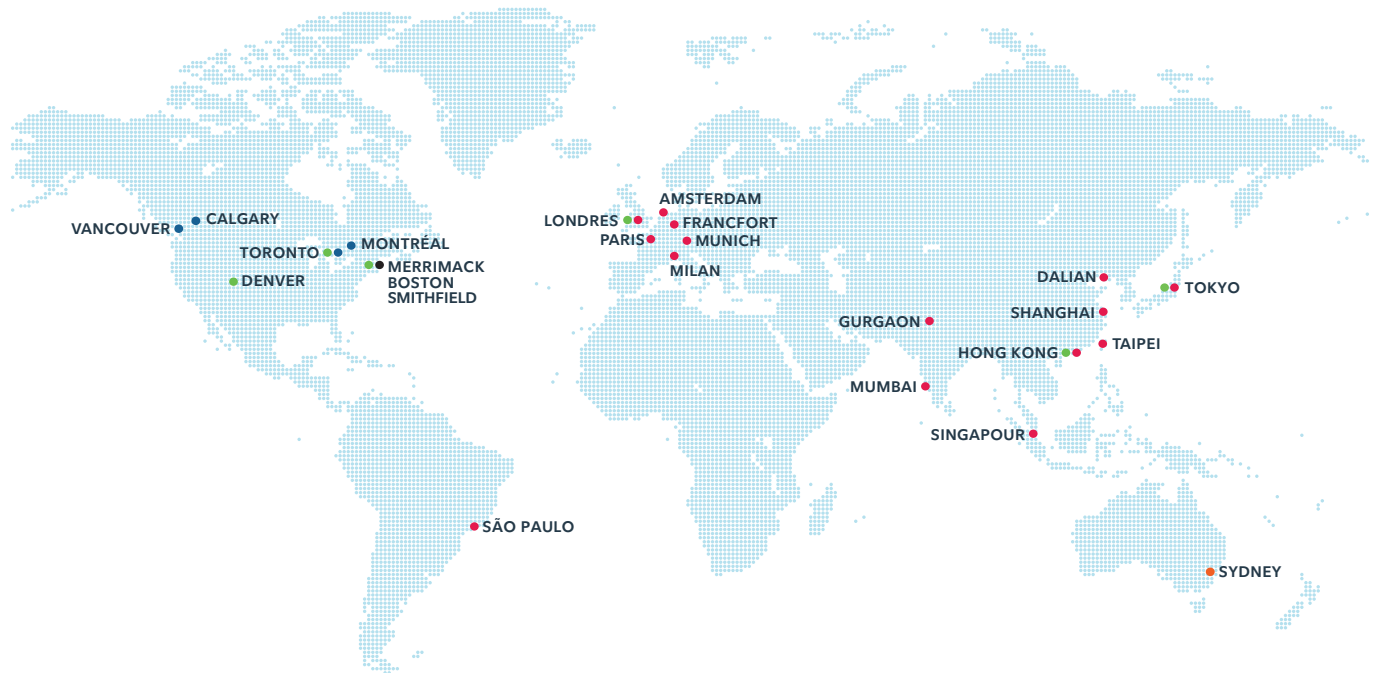 AMSTERDAM
CALGARY
LONDRES
FRANCFORT
VANCOUVER
PARIS
MUNICH
MONTRÉAL
TORONTO
MERRIMACK
BOSTON
SMITHFIELD
MILAN
DENVER
DALIAN
TOKYO
SHANGHAI
GURGAON
TAIPEI
HONG KONG
MUMBAI
SINGAPOUR
SÃO PAULO
SYDNEY